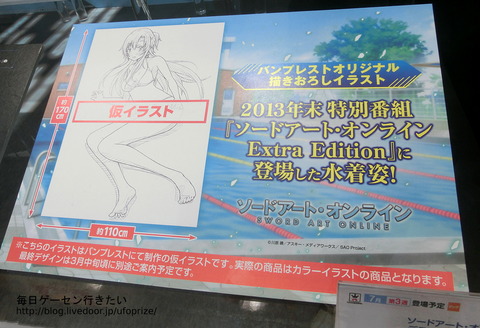 バンプレストオリジナル
描きおろしイラスト
約
170
cm
仮イラスト
2013年末 特別番組
『ソードアート・オンライン
Extra Edition』に
登場した水着姿!
ソードアート・オンライン
SWORD ART ONLINE
約110cm
※こちらのイラストはバンプレストにて制作の仮イラストです。実際の商品はカラーイラストの商品となります。
最終デザインは3月中旬頃に別途ご案内予定です。
毎日ゲーセン行きたい
http://blog.livedoor.jp/ufoprize/
7月 第3週 登場予定
ソードアート・オ